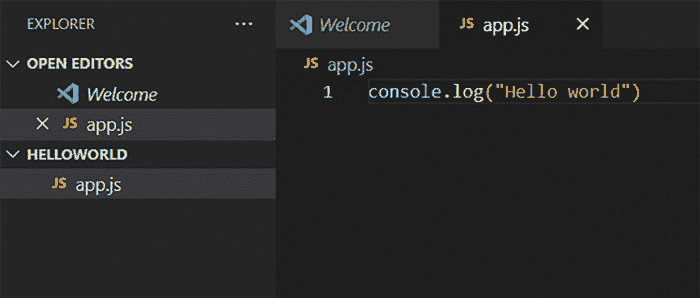 EXPLORER ...
OPEN EDITORS
Welcome
JS app.js
HELLOWORLD
JS app.js
Welcome
JS app.js
JS app.js
1 console.log("Hello world")